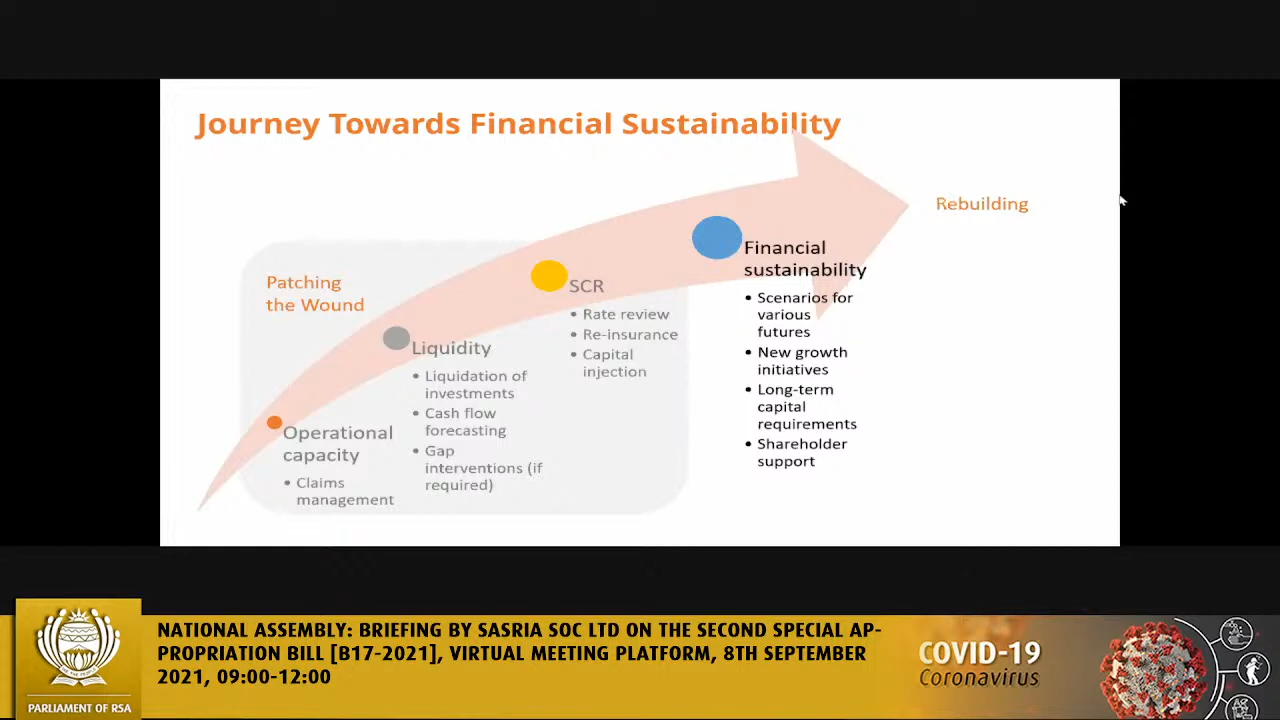 Journey Towards Financial Sustainability
Rebuilding
Patching
the Wound
Operational
capacity
• Claims
management
Liquidity
• Liquidation of
investments
• Cash flow
forecasting
• Gap
interventions (if
required)
SCR
• Rate review
• Re-insurance
• Capital
injection
Financial
sustainability
• Scenarios for
various
futures
• New growth
initiatives
• Long-term
capital
requirements
• Shareholder
support
PARLIAMENT OF RSA
NATIONAL ASSEMBLY: BRIEFING BY SASRIA SOC LTD ON THE SECOND SPECIAL AP-
PROPRIATION BILL [B17-2021], VIRTUAL MEETING PLATFORM, 8TH SEPTEMBER
2021, 09:00-12:00
COVID-19
Coronavirus